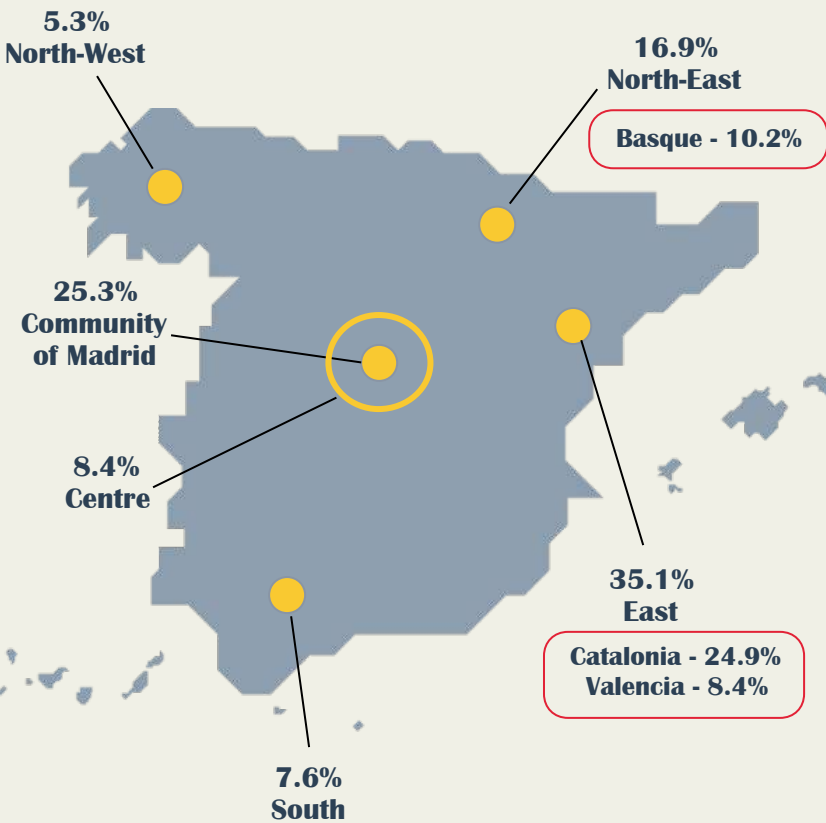 5.3%
North-West
16.9%
North-East
Basque - 10.2%
25.3%
Community
of Madrid
8.4%
Centre
35.1%
East
Catalonia - 24.9%
Valencia - 8.4%
7.6%
South